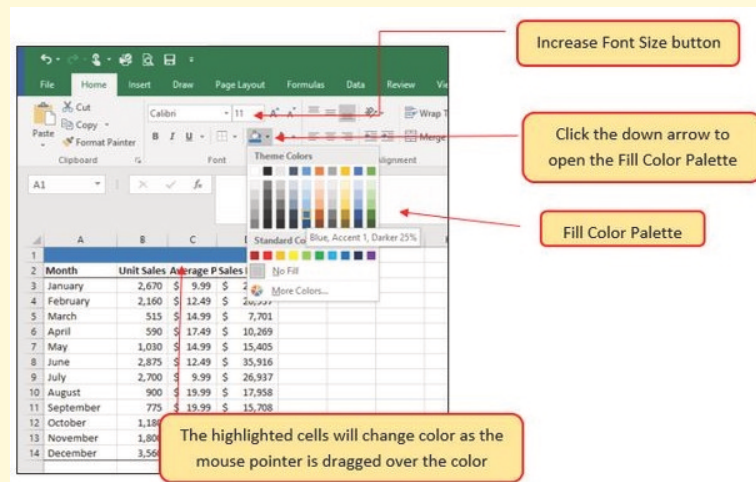 Increase Font Size button
File Home Insert Draw Page Layout Formulas Data Review
Cut
Copy
Format Painter
Paste
Clipboard
Calibri 11
B I U
Font
Wrap
Merge
Click the down arrow to
open the Fill Color Palette
Theme Colors
Fill Color Palette
Blue, Accent 1, Darker 25%
No Fill
More Colors...
A1
fx
A B C
1
2 Month Unit Sales Average P Sales
3 January 2,670 $ 9.99 $
4 February 2,160 $ 12.49 $
5 March 515 $ 14.99 $ 7,701
6 April 590 $ 17.49 $ 10,269
7 May 1,030 $ 14.99 $ 15,405
8 June 2,875 $ 12.49 $ 35,916
9 July 2,700 $ 9.99 $ 26,937
10 August 900 $ 19.99 $ 17,958
11 September 775 $ 19.99 $ 15,708
12 October
13 November
14 December
The highlighted cells will change color as the
mouse pointer is dragged over the color